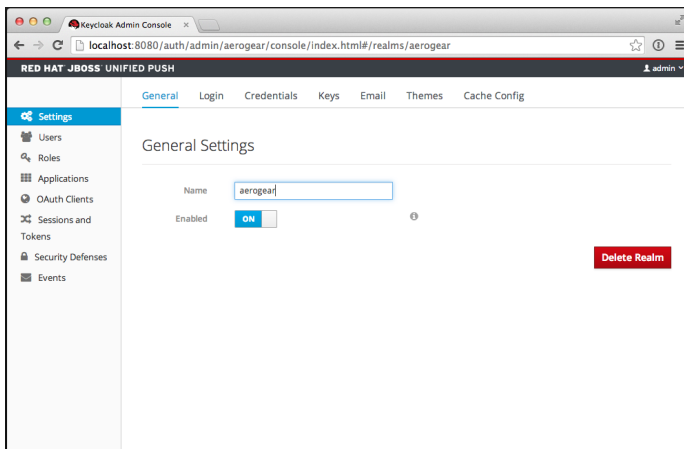 Keycloak Admin Console
localhost:8080/auth/admin/aerogear/console/index.html#/realms/aerogear
RED HAT JBOSS UNIFIED PUSH
admin
General Login Credentials Keys Email Themes Cache Config
Settings
Users
Roles
Applications
OAuth Clients
Sessions and
Tokens
Security Defenses
Events
General Settings
Name aerogear
Enabled ON
Delete Realm